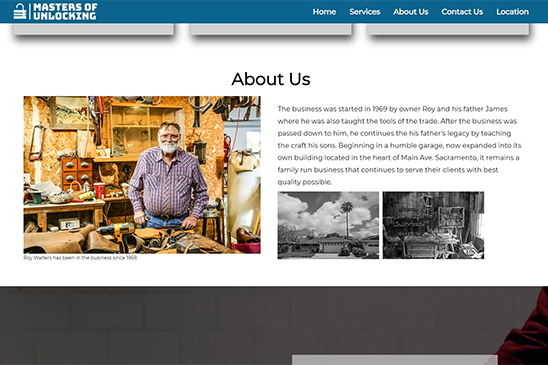 MASTERS OF
UNLOCKING
Home Services About Us Contact Us Location
About Us
The business was started in 1969 by owner Roy and his father James
where he was also taught the tools of the trade. After the business was
passed down to him, he continues the his father's legacy by teaching
the craft his sons. Beginning in a humble garage, now expanded into its
own building located in the heart of Main Ave. Sacramento, it remains a
family run business that continues to serve their clients with best
quality possible.
Roy Walters has been in the business since 1969.